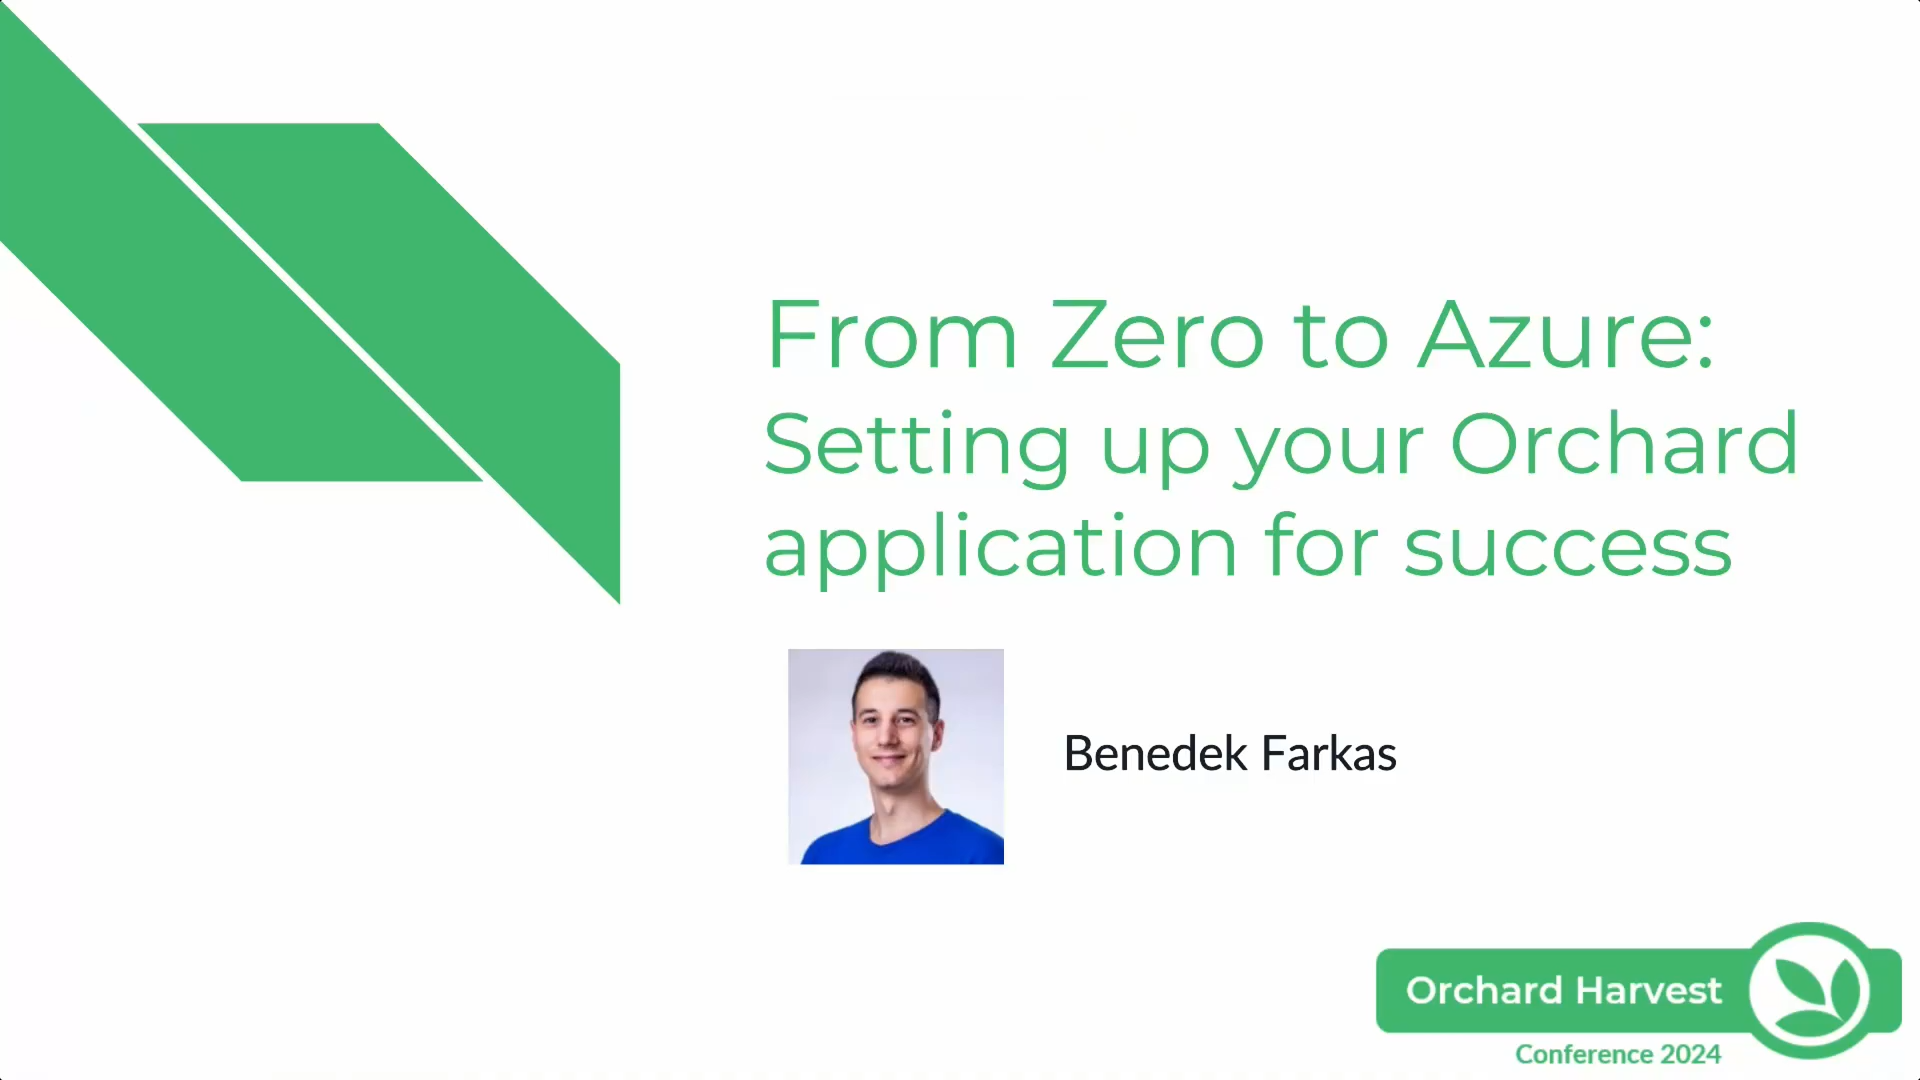 From Zero to Azure:
Setting up your Orchard
application for success
Benedek Farkas
Orchard Harvest
Conference 2024